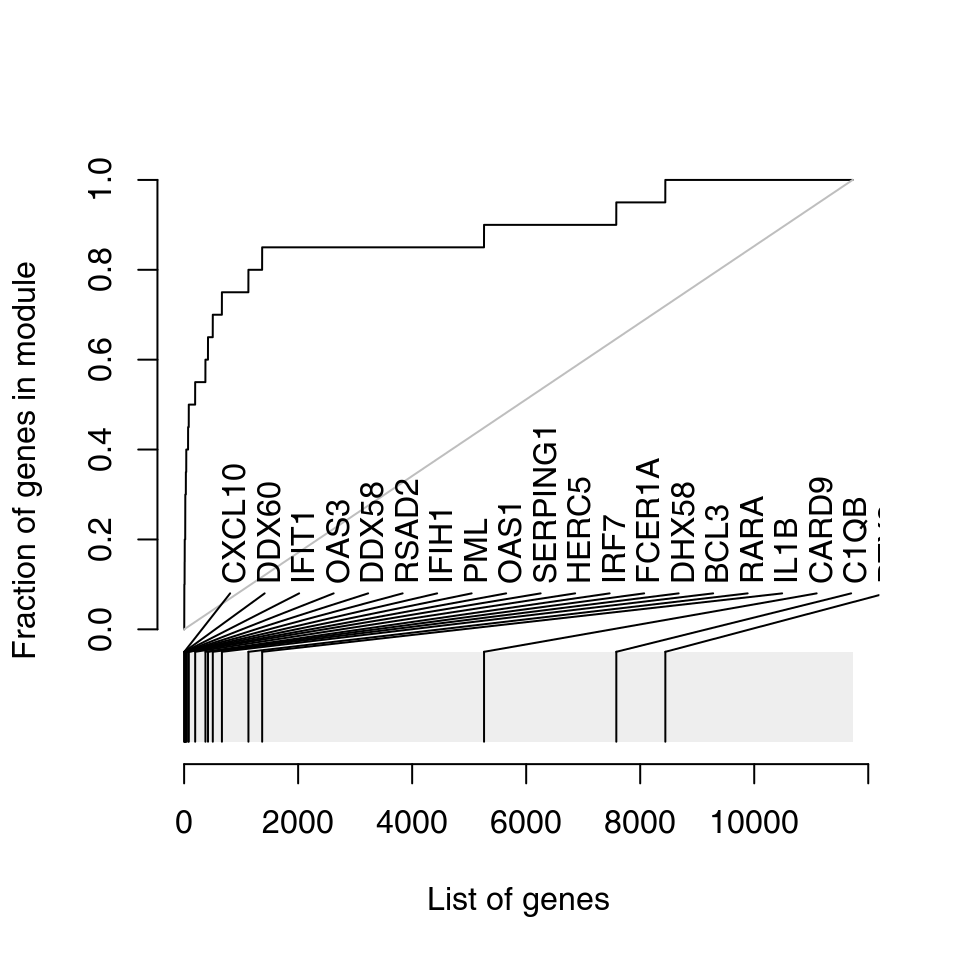 Fraction of genes in module
1.0
0.8
0.6
0.4
0.2
0.0
CXCL10
DDX60
IFIT1
OAS3
DDX58
RSAD2
IFIH1
PML
OAS1
SERPING1
HERC5
IRF7
FCER1A
DHX58
BCL3
RARA
IL1B
CARD9
C1QB
0 2000 4000 6000 8000 10000
List of genes